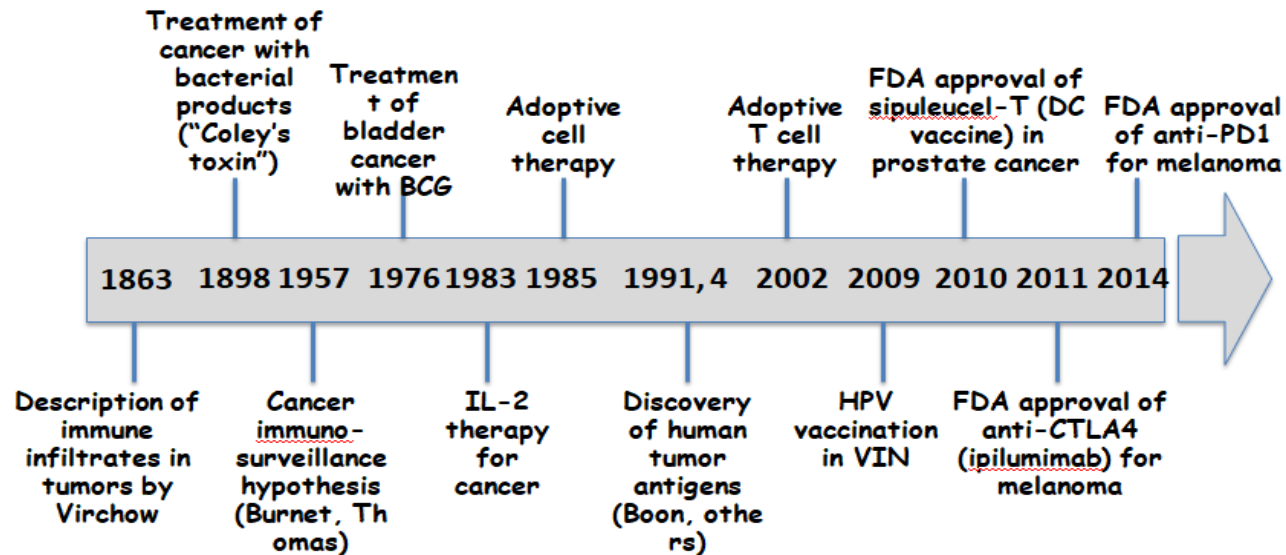 Treatment of
cancer with
bacterial
products
(“Coley’s
toxin”)
Treatmen
t of
bladder
cancer
with BCG
Adoptive
cell
therapy
Adoptive
T cell
therapy
FDA approval of
sipuleucel-T (DC
vaccine) in
prostate cancer
FDA approval
of anti-PD1
for melanoma
1863 1898 1957 1976 1983 1985 1991,4 2002 2009 2010 2011 2014
Description of
immune
infiltrates in
tumors by
Virchow
Cancer
immuno-
surveillance
hypothesis
(Burnet, Th
omas)
IL-2
therapy
for
cancer
Discovery
of human
tumor
antigens
(Boon, othe
rs)
HPV
vaccination
in VIN
FDA approval of
anti-CTLA4
(ipilumimab) for
melanoma